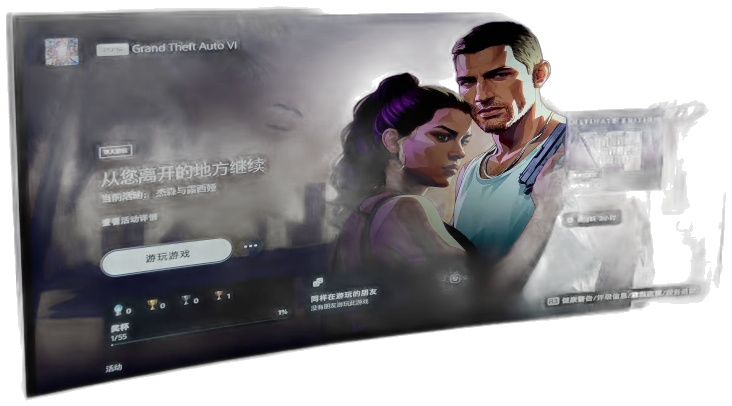 Grand Theft Auto VI
从您离开的地方继续
当前活动：杰森与露西娅
查看活动详情
游玩游戏
•••
0
0
0
1
奖杯
1/55
1%
同样在游玩的朋友
没有朋友游玩此游戏
活动
ULTIMATE EDITION